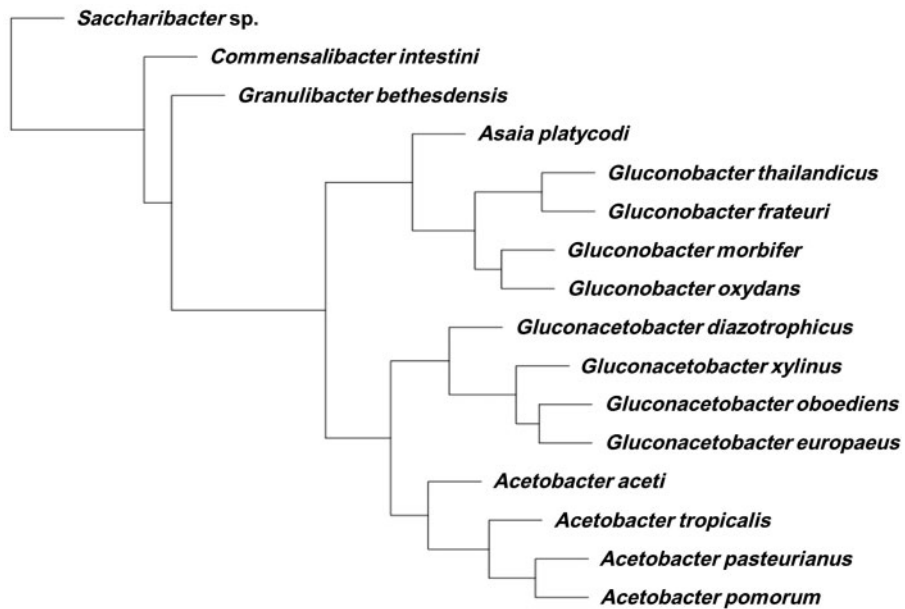 Saccharibacter sp.
Commensalibacter intestini
Granulibacter bethesdensis
Asaia platycodi
Gluconobacter thailandicus
Gluconobacter frateuri
Gluconobacter morbifer
Gluconobacter oxydans
Gluconacetobacter diazotrophicus
Gluconacetobacter xylinus
Gluconacetobacter oboediens
Gluconacetobacter europaeus
Acetobacter aceti
Acetobacter tropicalis
Acetobacter pasteurianus
Acetobacter pomorum